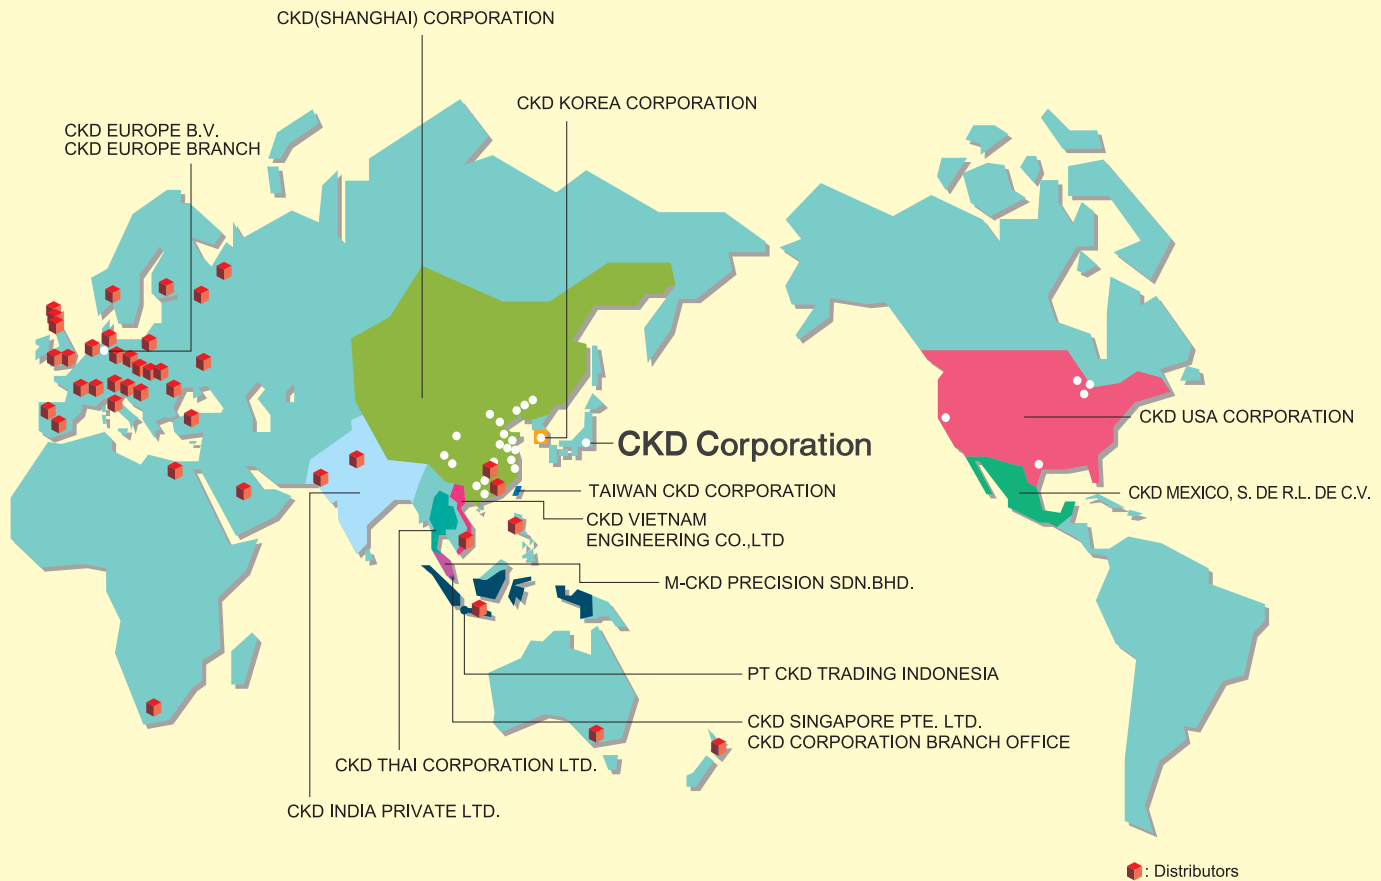 CKD(SHANGHAI) CORPORATION
CKD KOREA CORPORATION
CKD EUROPE B.V.
CKD EUROPE BRANCH
CKD USA CORPORATION
CKD Corporation
TAIWAN CKD CORPORATION
CKD MEXICO, S. DE R.L. DE C.V.
CKD VIETNAM
ENGINEERING CO.,LTD
M-CKD PRECISION SDN.BHD.
PT CKD TRADING INDONESIA
CKD SINGAPORE PTE. LTD.
CKD CORPORATION BRANCH OFFICE
CKD THAI CORPORATION LTD.
CKD INDIA PRIVATE LTD.
: Distributors